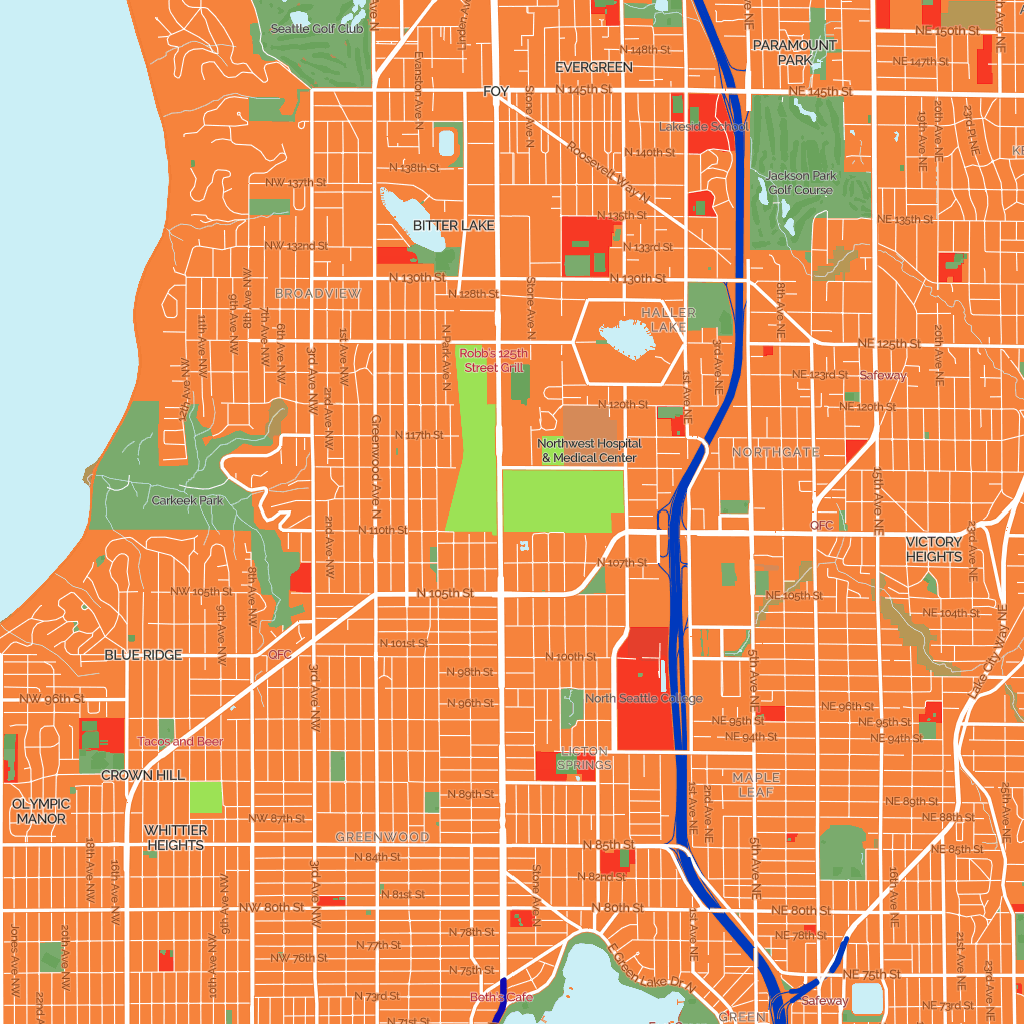 Seattle Golf Club
Linden Av
Evanston Ave N
Stone Ave N
EVERGREEN
N 148th St
PARAMOUNT
PARK
NE 150th St
NE 147th St
FOY
N 145th St
NE 145th St
Lakeside School
N 140th St
Roosevelt Way N
N 138th St
NW 137th St
19th Ave NE
20th Ave NE
23rd PI NE
Jackson Park
Golf Course
BITTER LAKE
N 135th St
NE 135th St
NW 132th St
N 133rd St
N 130th St
N 130th St
BROADVIEW
N 128th St
8th Ave NW
9th Ave NW
7th Ave NW
6th Ave NW
11th Ave NW
12th Ave NW
3rd Ave NW
1st Ave NW
2nd Ave NW
N Park Ave N
Stone Ave N
HALLER
LAKE
8th Ave NE
3rd Ave NE
1st Ave NE
20th Ave NE
NE 125th St
Robb's 125th
Street Grill
NE 123rd St
Safeway
N 120th St
NE 120th St
Greenwood Ave N
N 117th St
Northwest Hospital
& Medical Center
NORTHGATE
15th Ave NE
Carkeek Park
N 110th St
2nd Ave NW
QFC
VICTORY
HEIGHTS
23rd Ave NE
N 107th St
NW 105th St
8th Ave NW
9th Ave NW
N 105th St
NE 105th St
NE 104th St
Lake City Way NE
BLUE RIDGE
QFC
N 101st St
N 100th St
3rd Ave NW
N 98th St
5th Ave NE
NW 96th St
N 96th St
North Seattle College
NE 96th St
NE 95th St
NE 95th St
NE 94th St
NE 94th St
Tacos and Beer
LICTON
SPRINGS
CROWN HILL
MAPLE
LEAF
OLYMPIC
MANOR
N 89th St
NE 89th St
1st Ave NE
2nd Ave NE
25th Ave NE
NE 88th St
NW 87th St
WHITTIER
HEIGHTS
GREENWOOD
N 85th St
NE 85th St
N 84th St
18th Ave NW
16th Ave NW
3rd Ave NW
5th Ave NE
N 82nd St
N 81st St
9th Ave NW
Stone Ave N
16th Ave NE
NW 80th St
N 80th St
NE 80th St
N 78th St
NE 78th St
Jones Ave NW
20th Ave NW
10th Ave NW
N 77th St
NW 76th St
1st Ave NE
21st Ave NE
23rd Ave NE
E Green Lake Dr N
N 75th St
NE 75th St
22nd
N 73rd St
Beth's Cafe
Safeway
NE 73rd St
N 71st St
GREEN